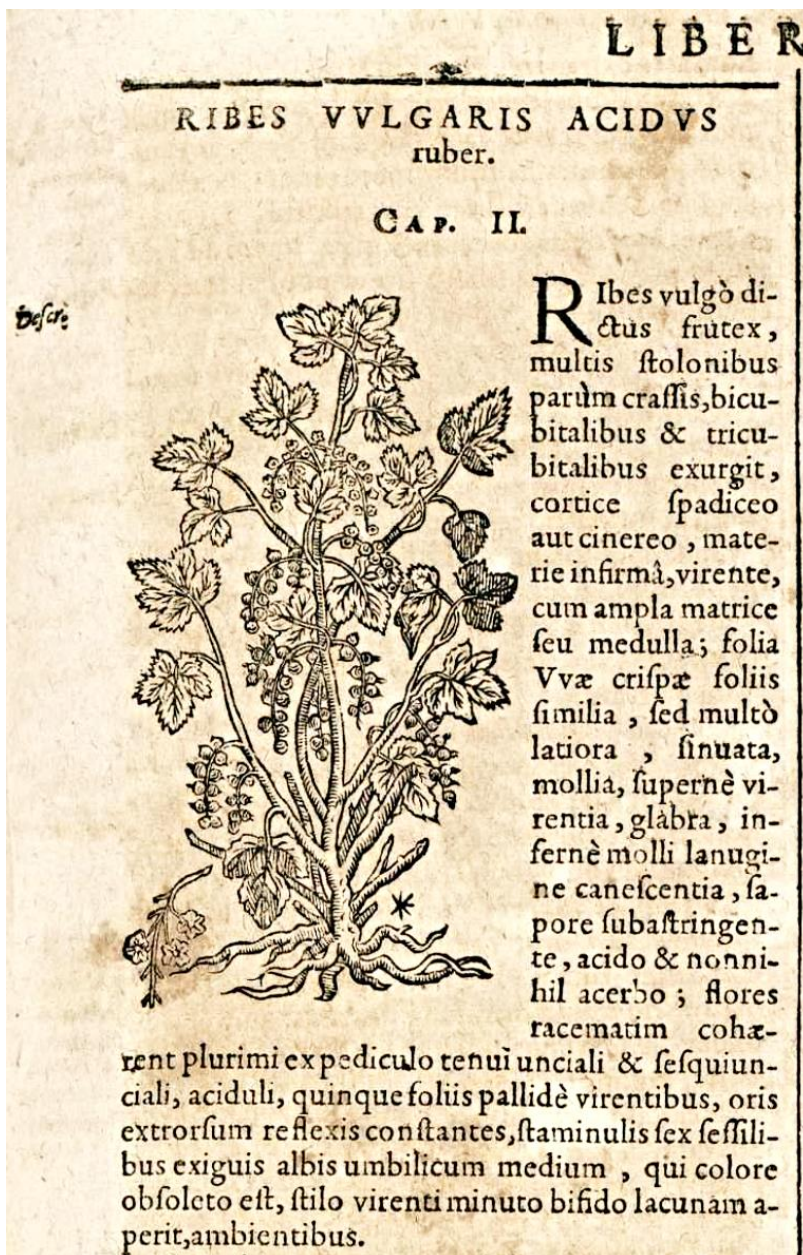 LIBER
RIBES VVLGARIS ACIDVS
ruber.
CAP. II.
Descr.
RIbes vulgò di-
ctus frutex,
multis ſtolonibus
parùm craſſis, bicu-
bitalibus & tricu-
bitalibus exurgit,
cortice ſpadiceo
aut cinereo, mate-
rie infirmâ, virente,
cum ampla matrice
ſeu medulla; folia
Vvæ criſpæ foliis
ſimilia, ſed multò
latiora, ſinuata,
mollia, ſupernè vi-
rentia, glabra, in-
fernè molli lanugi-
ne caneſcentia, ſa-
pore ſubaſtringen-
te, acido & nonni-
hil acerbo; flores
racematim cohæ-
rent plurimi ex pediculo tenui unciali & ſeſquiun-
ciali, aciduli, quinque foliis pallidè virentibus, oris
extrorſum reflexis conſtantes, ſtaminulis ſex ſeſſili-
bus exiguis albis umbilicum medium, qui colore
obſoleto eſt, ſtilo virenti minuto bifido lacunam a-
perit, ambientibus.